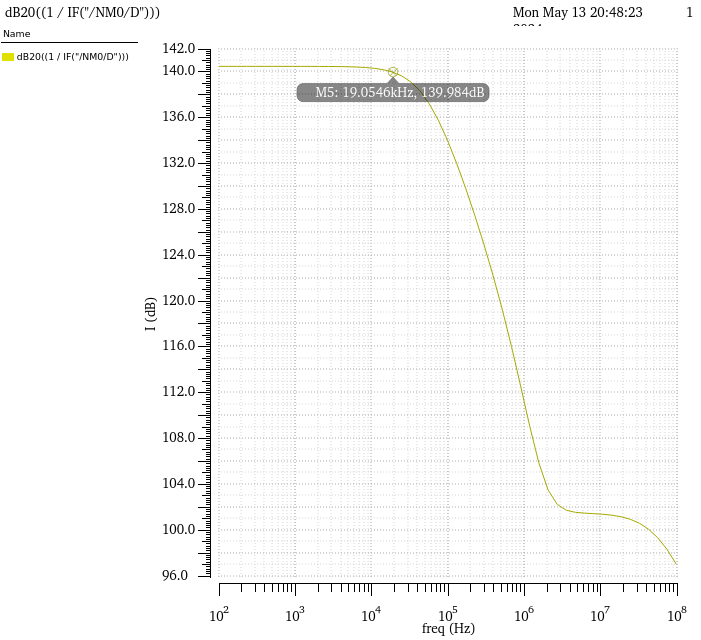 dB20((1 / IF("/NM0/D")))
Mon May 13 20:48:23 1
Name
dB20((1 / IF("/NM0/D")))
142.0
140.0
M5: 19.0546kHz, 139.984dB
136.0
132.0
128.0
124.0
120.0
116.0
112.0
108.0
104.0
100.0
96.0
I (dB)
10² 10³ 10⁴ 10⁵ 10⁶ 10⁷ 10⁸
freq (Hz)